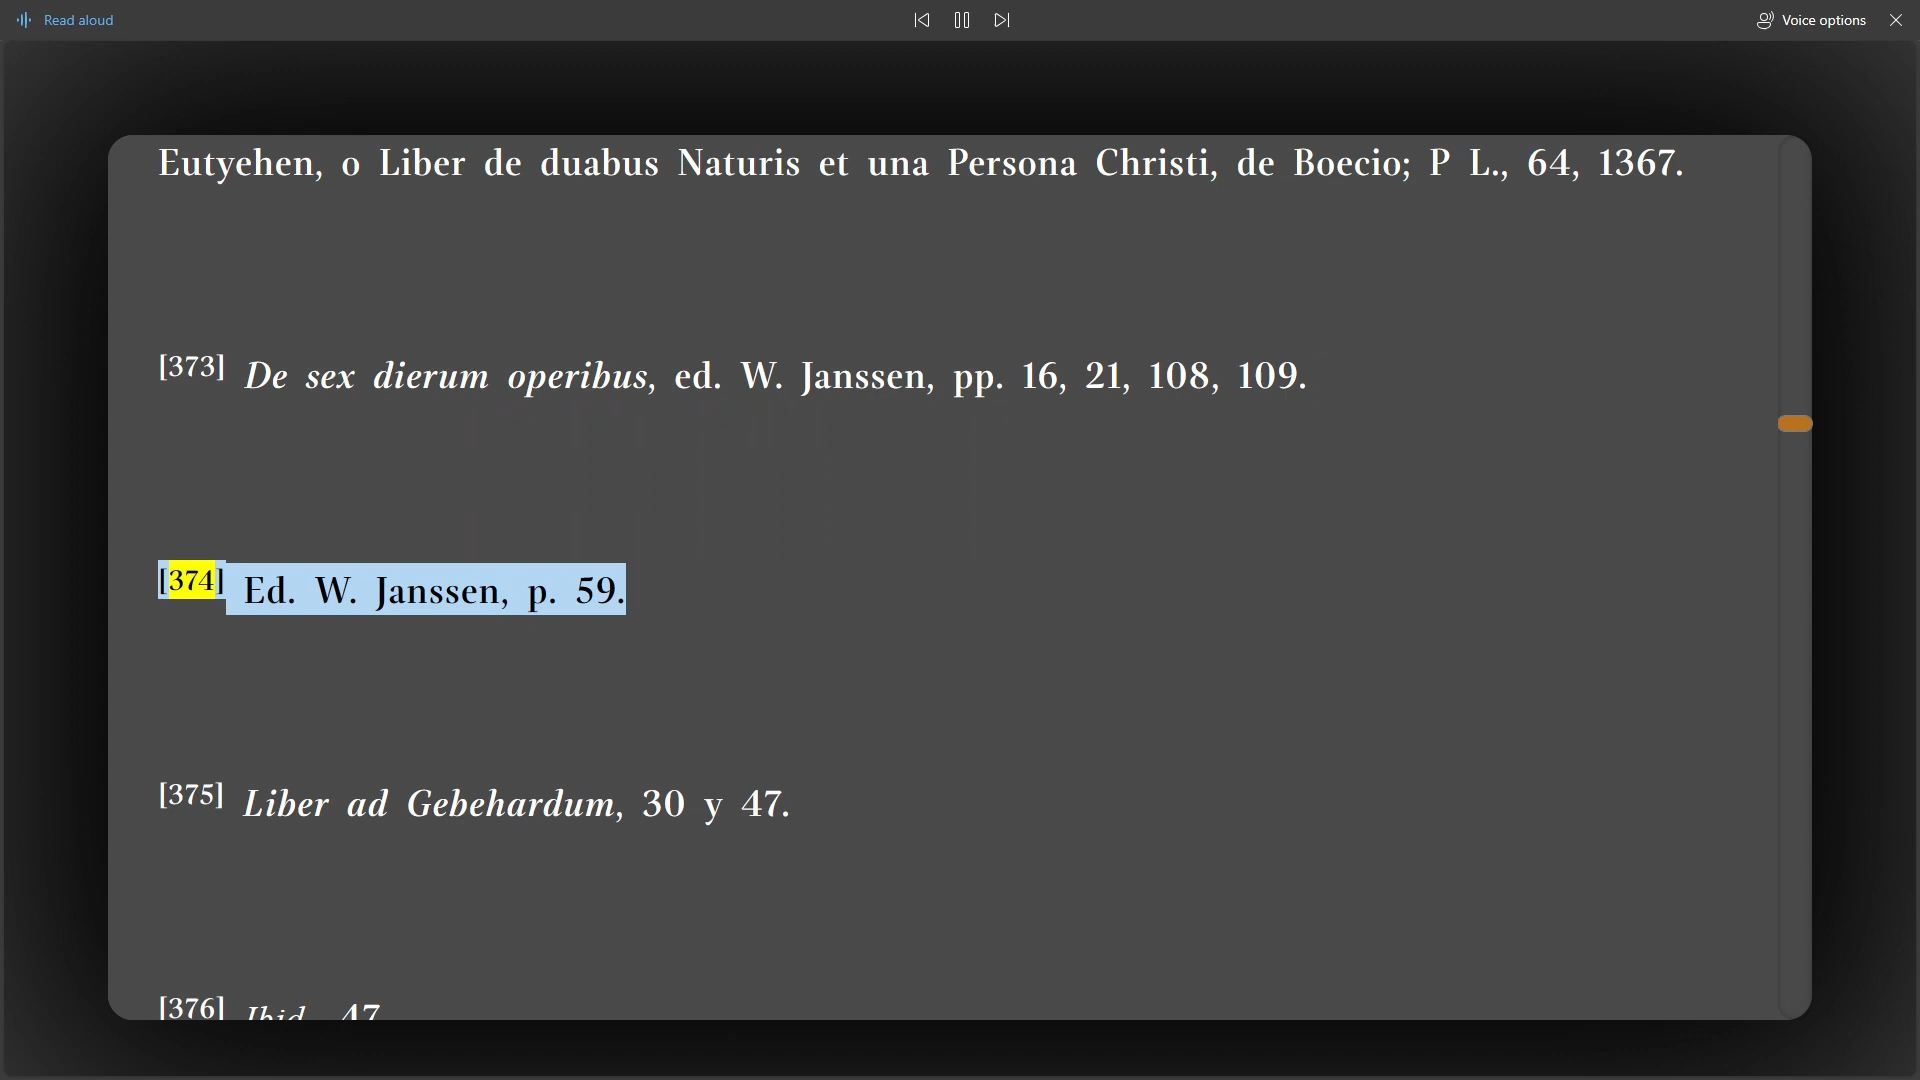 Read aloud
Voice options
Eutyehen, o Liber de duabus Naturis et una Persona Christi, de Boecio; P L., 64, 1367.
[373] De sex dierum operibus, ed. W. Janssen, pp. 16, 21, 108, 109.
[374] Ed. W. Janssen, p. 59.
[375] Liber ad Gebehardum, 30 y 47.
[376] Ibid., 47